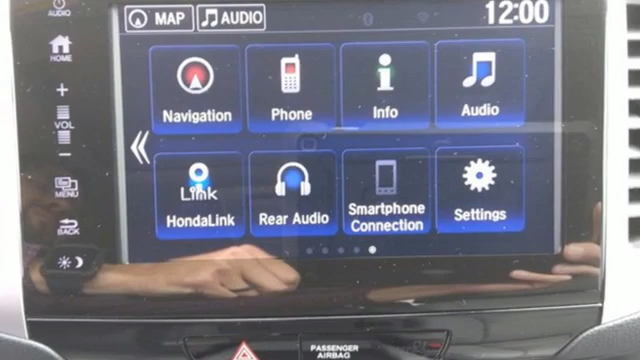 AUDIO
MAP
AUDIO
12:00
HOME
+
VOL
-
MENU
BACK
Navigation
Phone
Info
Audio
Link
HondaLink
Rear Audio
Smartphone
Connection
Settings
PASSENGER
AIRBAG